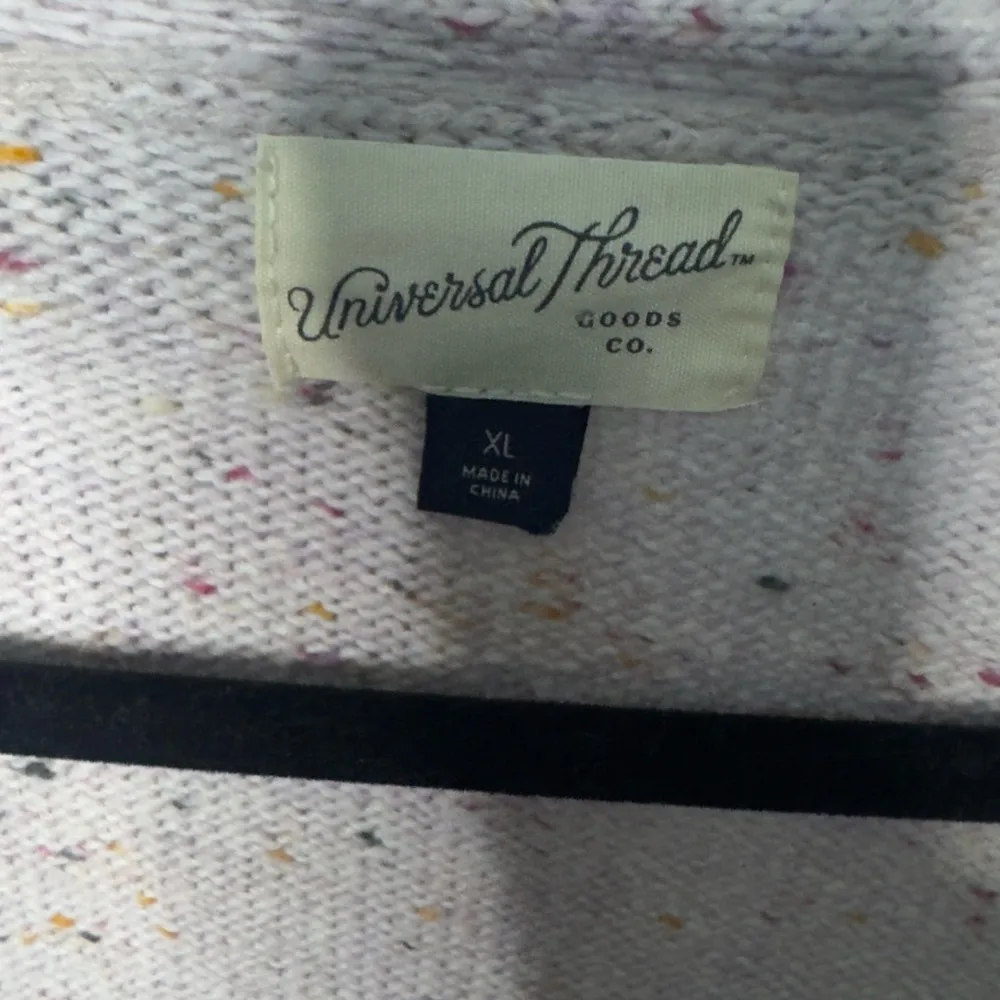 Universal Thread™
GOODS
CO.
XL
MADE IN
CHINA